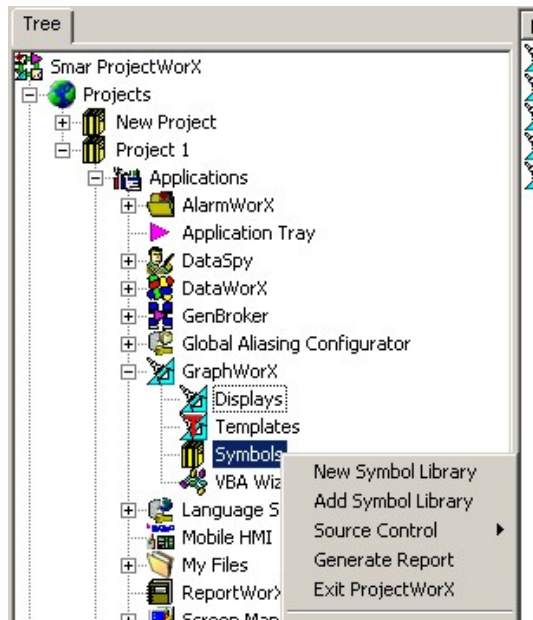 Tree
Smar ProjectWorX
Projects
New Project
Project 1
Applications
AlarmWorX
Application Tray
DataSpy
DataWorX
GenBroker
Global Aliasing Configurator
GraphWorX
Displays
Templates
Symbols
VBA Wiz
New Symbol Library
Add Symbol Library
Source Control
Generate Report
Exit ProjectWorX
Language S
Mobile HMI
My Files
ReportWorX
Screen Man